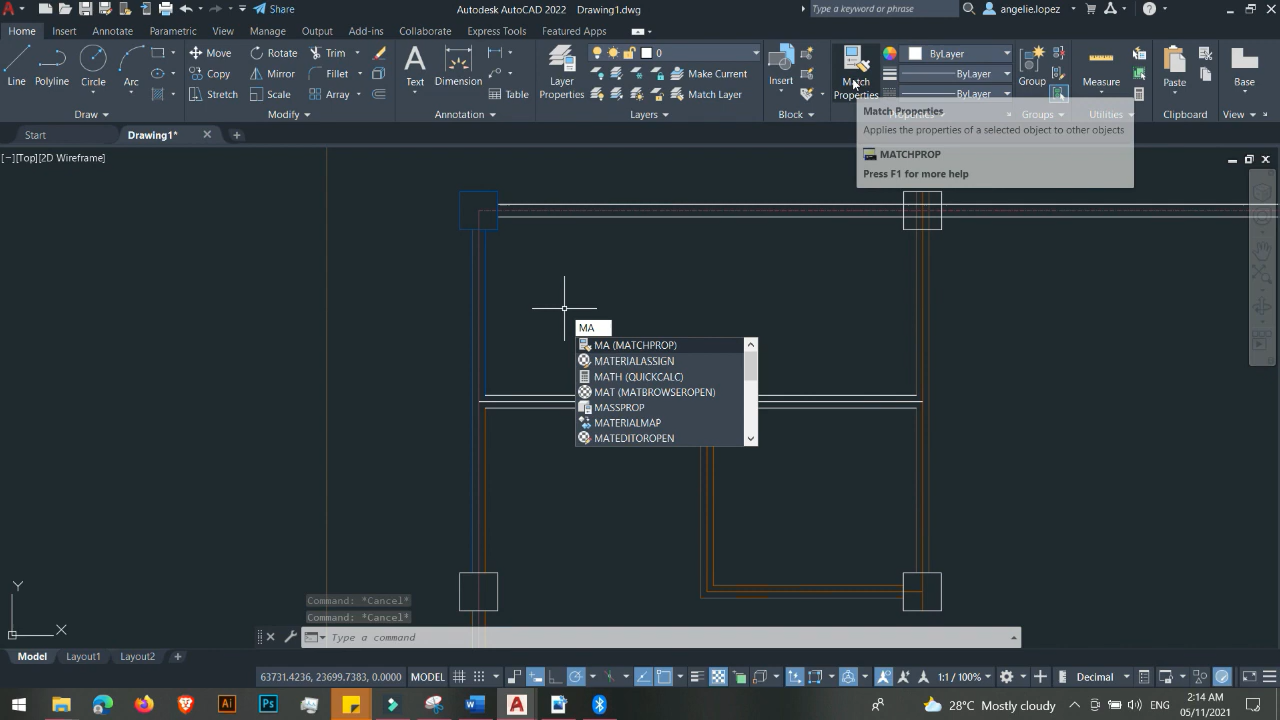 Share
Autodesk AutoCAD 2022 Drawing1.dwg
Type a keyword or phrase
angelie.lopez
Home Insert Annotate Parametric View Manage Output Add-ins Collaborate Express Tools Featured Apps
Line
Polyline
Circle
Arc
Move
Copy
Stretch
Rotate
Mirror
Scale
Trim
Fillet
Array
Text
Dimension
Table
Layer
Properties
0
Make Current
Match Layer
Insert
Match
Properties
ByLayer
ByLayer
ByLayer
Group
Measure
Paste
Base
Draw
Modify
Annotation
Layers
Block
Properties
Groups
Utilities
Clipboard
View
Match Properties
Applies the properties of a selected object to other objects
MATCHPROP
Press F1 for more help
Start
Drawing1*
[−][Top][2D Wireframe]
MA
MA (MATCHPROP)
MATERIALASSIGN
MATH (QUICKCALC)
MAT (MATBROWSEROPEN)
MASSPROP
MATERIALMAP
MATEDITOROPEN
Y
X
Command: *Cancel*
Command: *Cancel*
Type a command
Model Layout1 Layout2
63731.4236, 23699.7383, 0.0000 MODEL
1:1 / 100%
Decimal
28°C Mostly cloudy
2:14 AM
05/11/2021